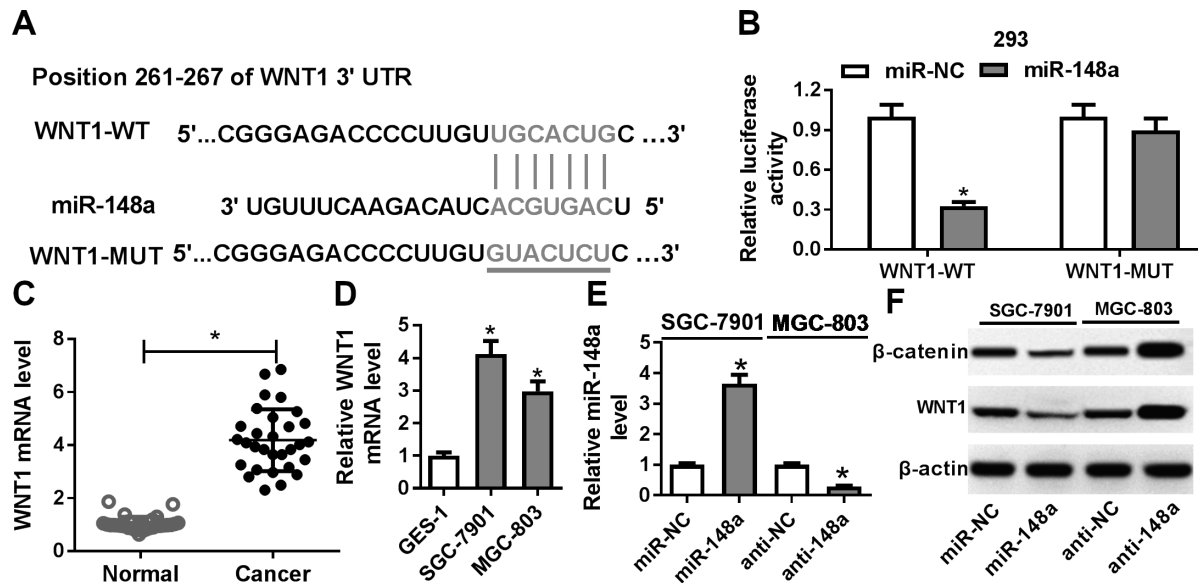 A
Position 261-267 of WNT1 3' UTR
WNT1-WT 5'...CGGGAGACCCCUUGUUGCACUGC ...3'
miR-148a 3' UGUUUCAAGACAUCACGUGACU 5'
WNT1-MUT 5'...CGGGAGACCCCUUGUGUACUCUC ...3'
B
293
miR-NC miR-148a
Relative luciferase
activity
1.2
0.9
0.6
0.3
0.0
*
WNT1-WT WNT1-MUT
C
WNT1 mRNA level
8
6
4
2
0
*
Normal Cancer
D
Relative WNT1
mRNA level
5
4
3
2
1
0
* *
GES-1 SGC-7901 MGC-803
E
SGC-7901 MGC-803
Relative miR-148a
level
5
4
3
2
1
0
* *
miR-NC miR-148a anti-NC anti-148a
F
SGC-7901 MGC-803
β-catenin
WNT1
β-actin
miR-NC miR-148a anti-NC anti-148a